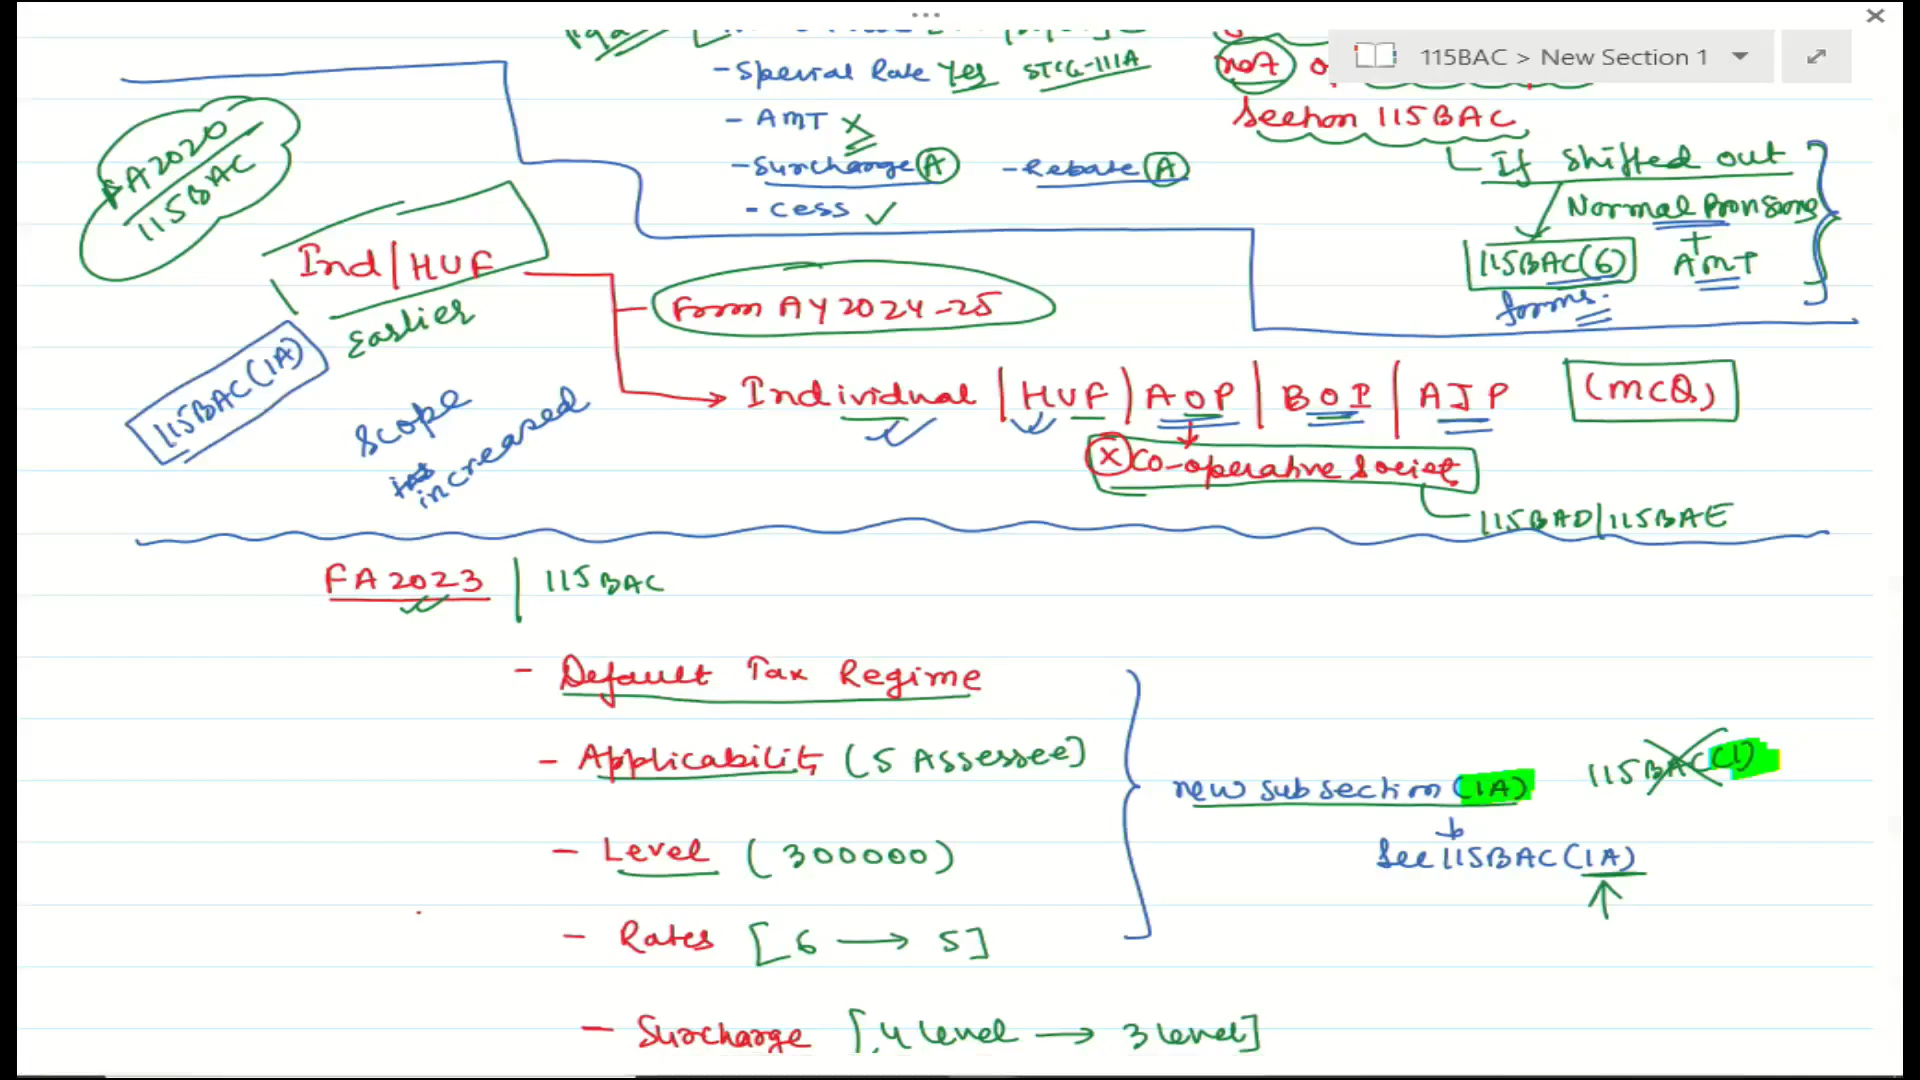 115BAC > New Section 1
- Special Rate Yes STCG-111A
not
- AMT X
Section 115BAC
FA2020
115BAC
- Surcharge (A) - Rebate (A)
If Shifted out
- Cess ✓
Normal Provisions
+
115BAC(6) AMT
forms.
Ind/HUF
Earlier
From AY 2024-25
115BAC(1A)
Scope
increased
Individual | HUF | AOP | BOI | AJP (MCQ)
X Co-operative Societ
115BAD/115BAE
FA 2023 | 115BAC
- Default Tax Regime
- Applicability (5 Assessee]
new subsection (1A) 115BAC(1)
See 115BAC(1A)
- Level (300000)
- Rates [6 → 5]
- Surcharge [4 level → 3 level]